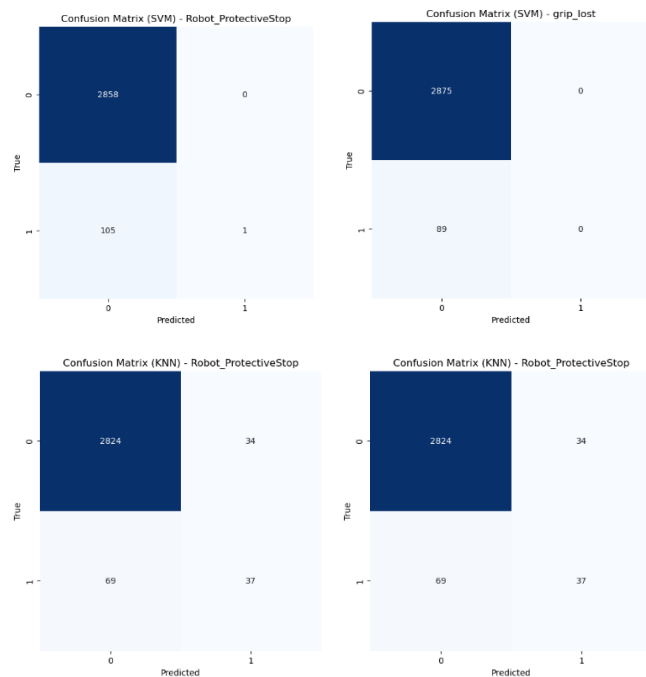 Confusion Matrix (SVM) - Robot_ProtectiveStop
0
2858
0
True
1
105
1
0
1
Predicted
Confusion Matrix (SVM) - grip_lost
0
2875
0
True
1
89
0
0
1
Predicted
Confusion Matrix (KNN) - Robot_ProtectiveStop
0
2824
34
True
1
69
37
0
1
Predicted
Confusion Matrix (KNN) - Robot_ProtectiveStop
0
2824
34
True
1
69
37
0
1
Predicted